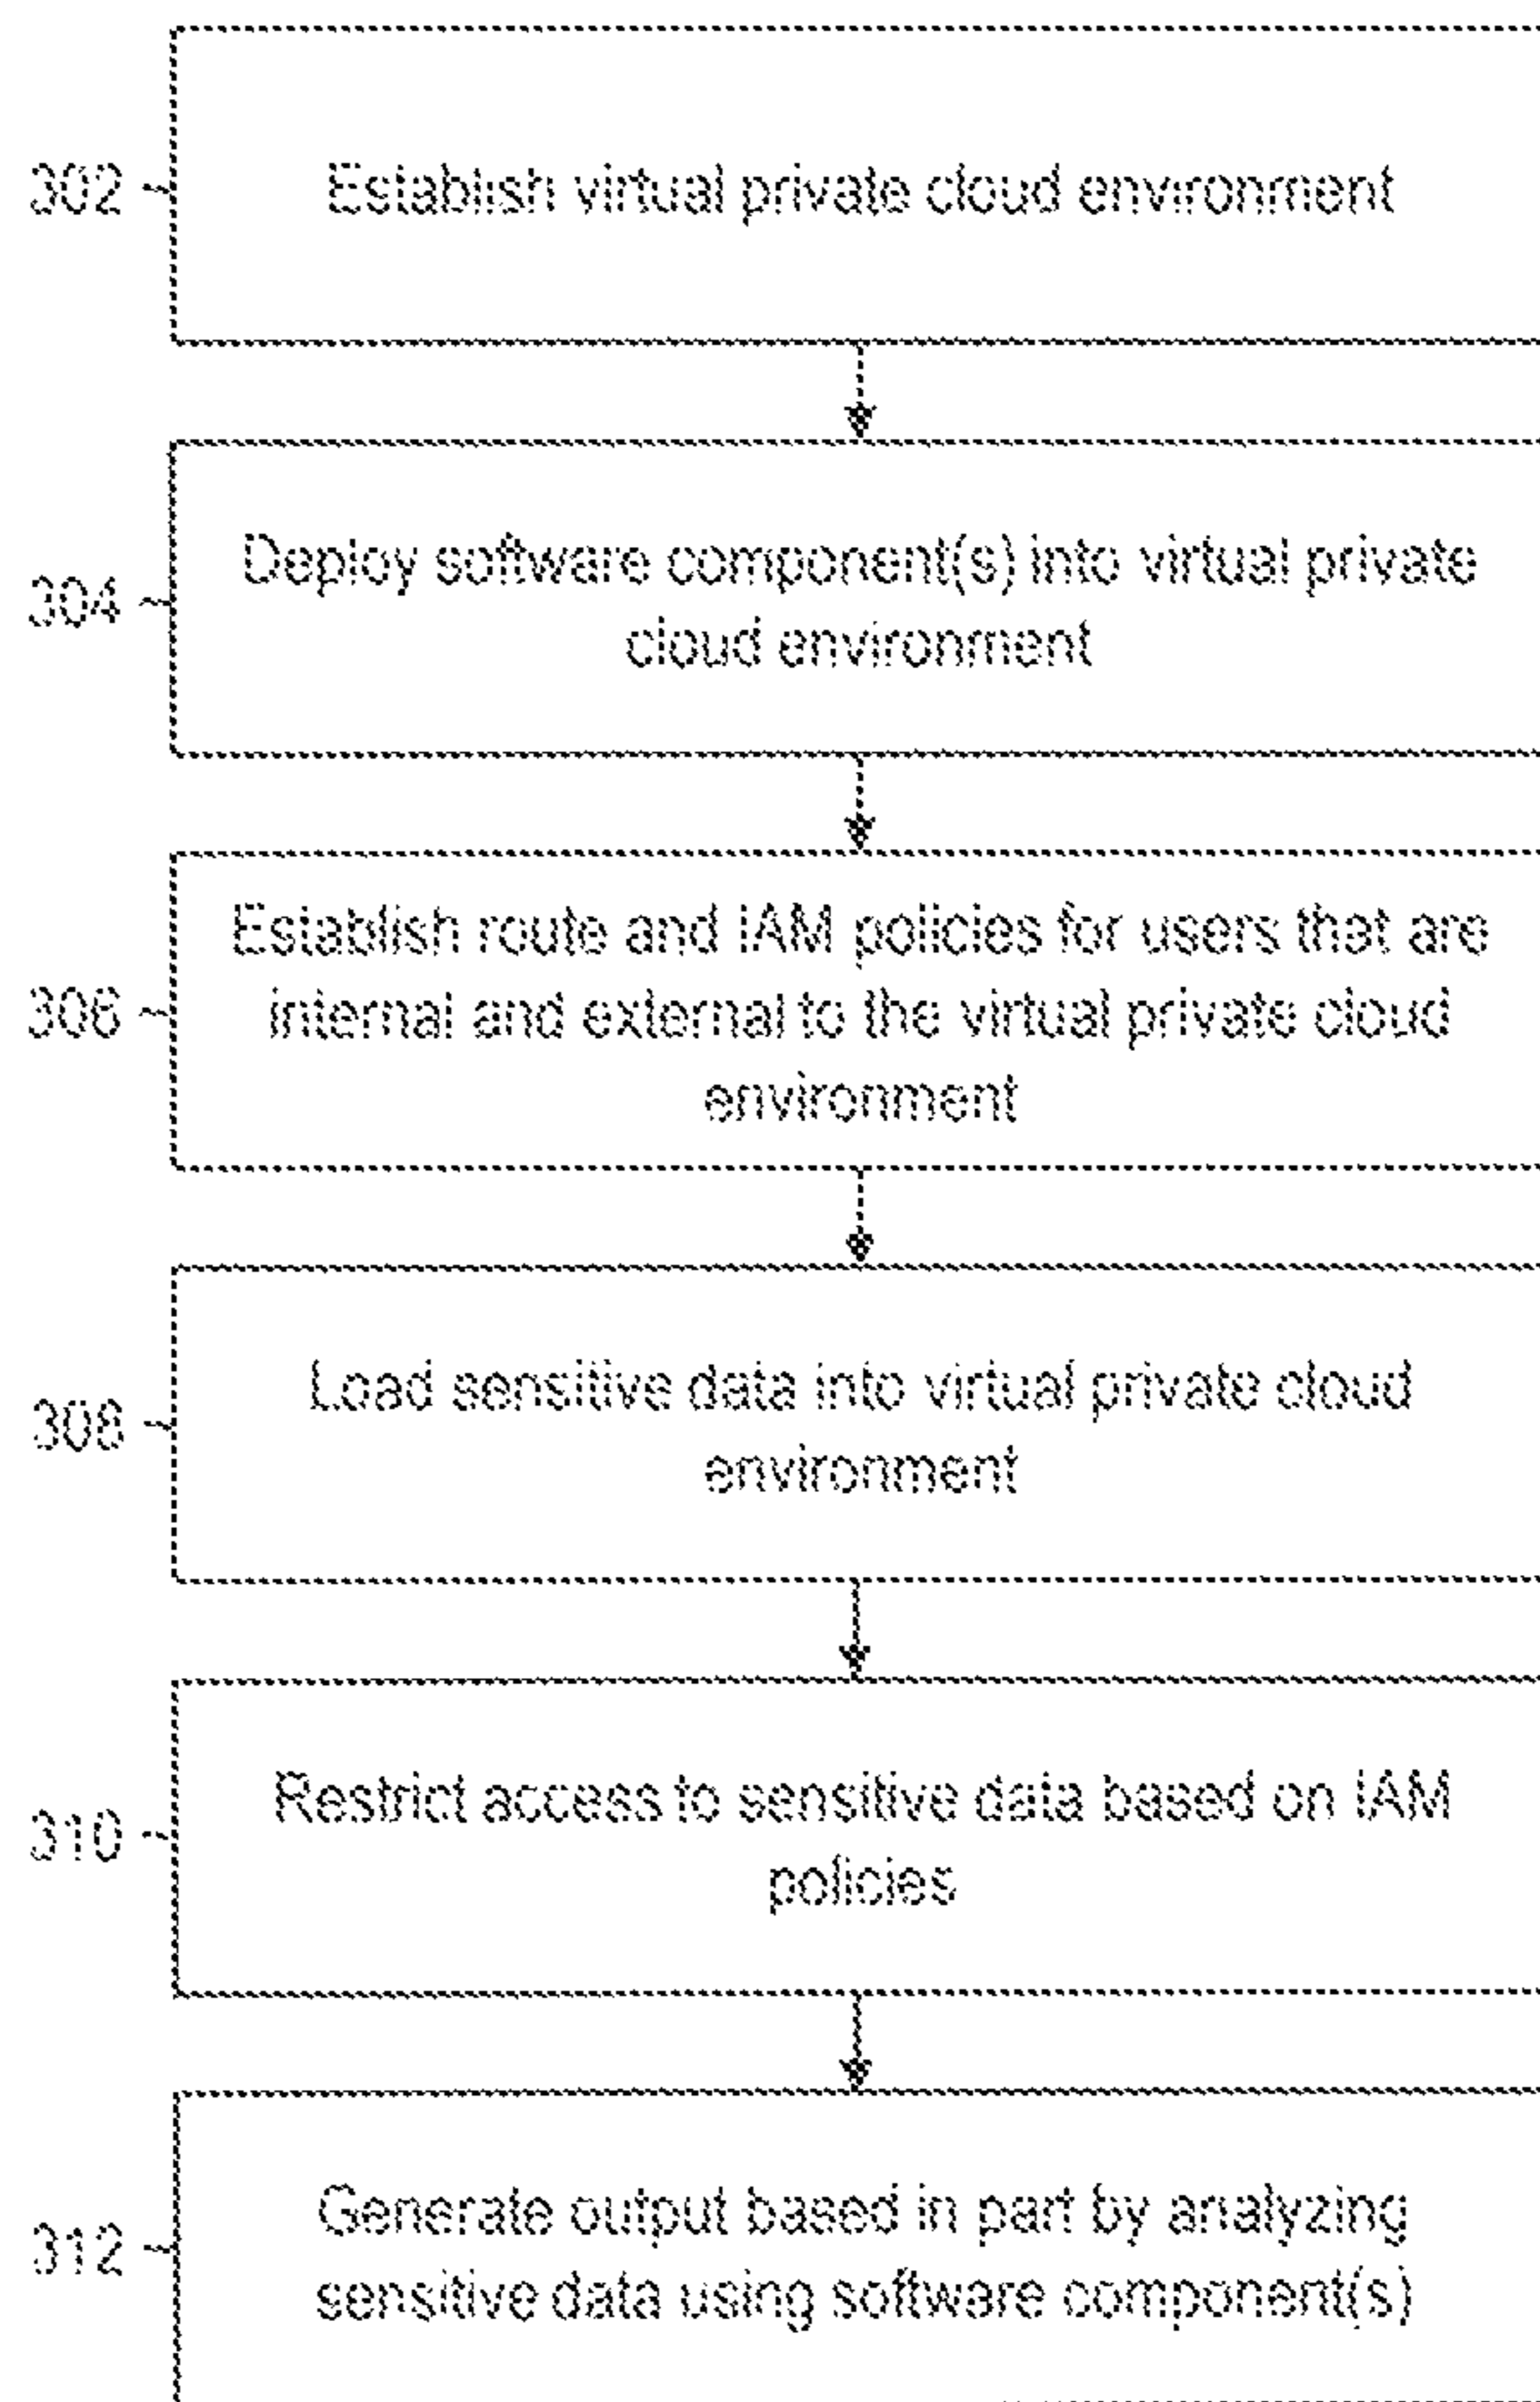 302
Establish virtual private cloud environment
304
Deploy software component(s) into virtual private
cloud environment
306
Establish route and IAM policies for users that are
internal and external to the virtual private cloud
environment
308
Load sensitive data into virtual private cloud
environment
310
Restrict access to sensitive data based on IAM
policies
312
Generate output based in part by analyzing
sensitive data using software component(s)